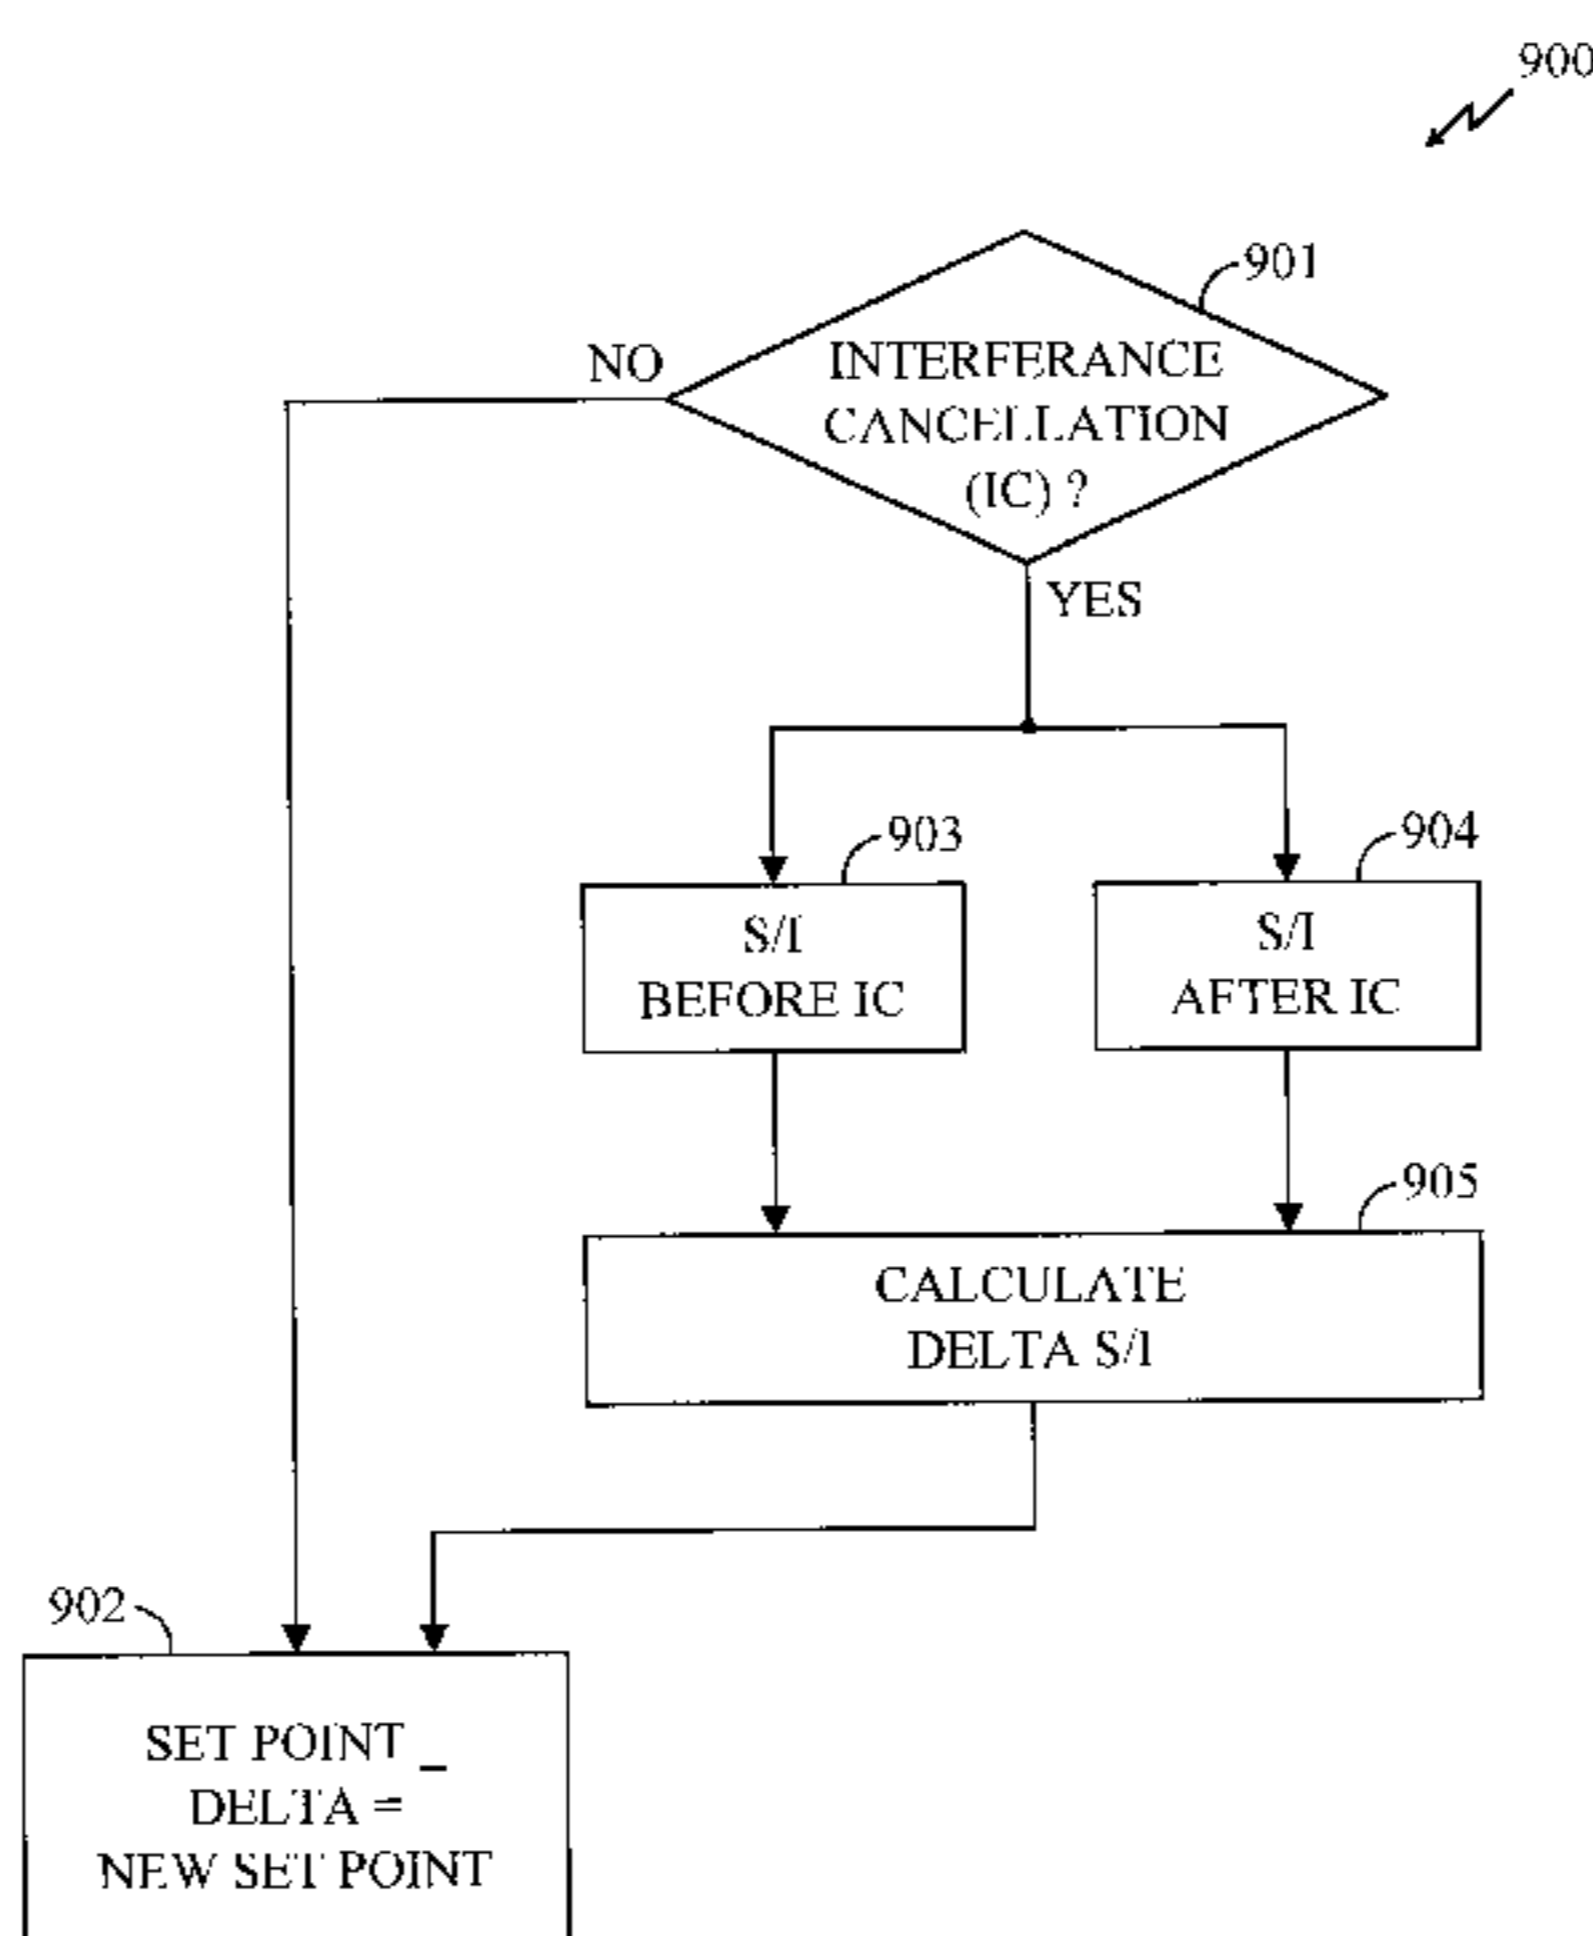 900
901
NO
INTERFERANCE
CANCELLATION
(IC) ?
YES
903
904
S/I
BEFORE IC
S/I
AFTER IC
905
CALCULATE
DELTA S/I
902
SET POINT _
DELTA =
NEW SET POINT